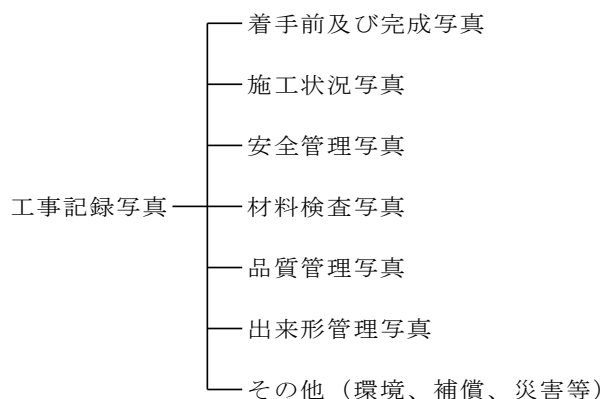 着手前及び完成写真
施工状況写真
安全管理写真
工事記録写真
材料検査写真
品質管理写真
出来形管理写真
その他（環境、補償、災害等）